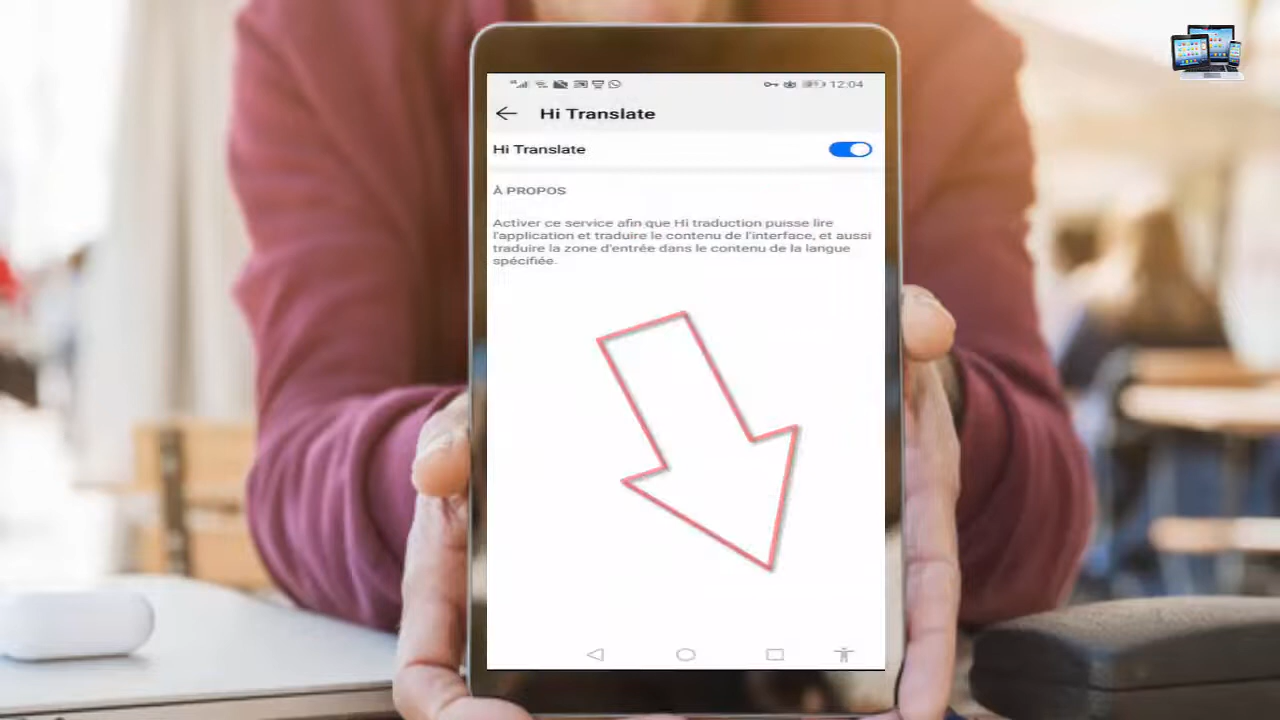 12:04
Hi Translate
Hi Translate
À PROPOS
Activer ce service afin que Hi traduction puisse lire
l'application et traduire le contenu de l'interface, et aussi
traduire la zone d'entrée dans le contenu de la langue
spécifiée.